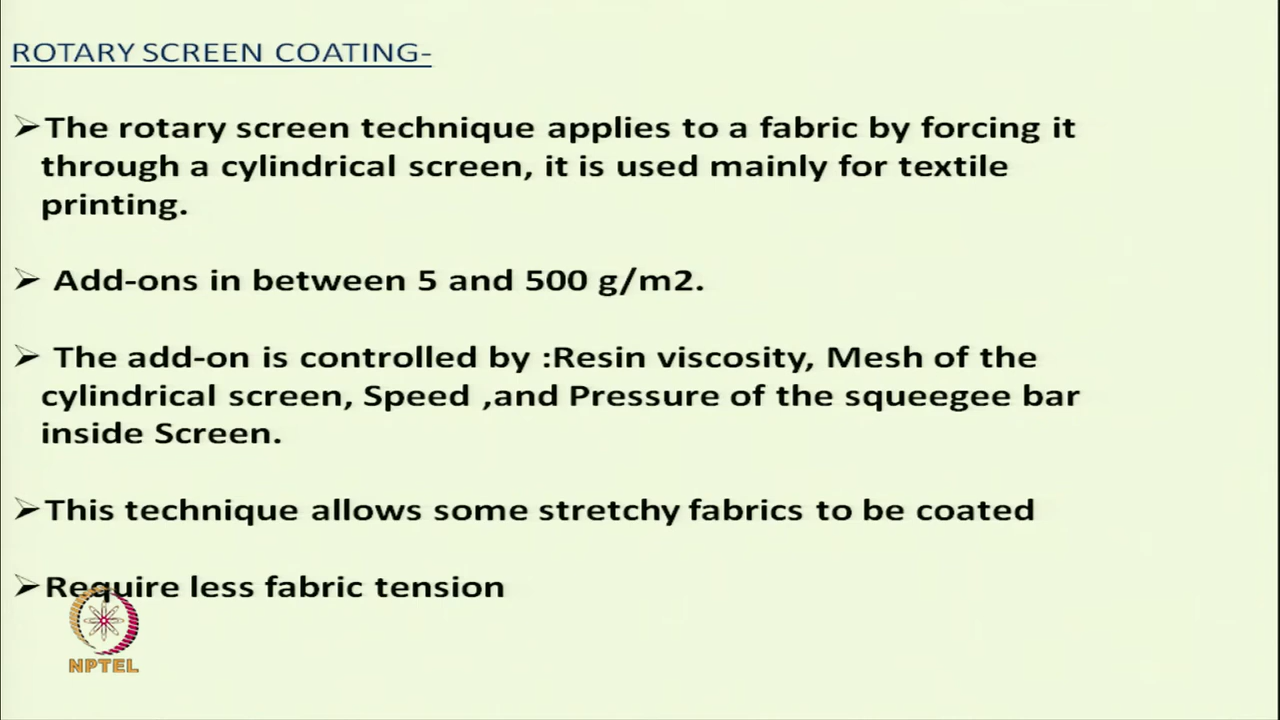 ROTARY SCREEN COATING-
➢The rotary screen technique applies to a fabric by forcing it
through a cylindrical screen, it is used mainly for textile
printing.
➢ Add-ons in between 5 and 500 g/m2.
➢ The add-on is controlled by :Resin viscosity, Mesh of the
cylindrical screen, Speed ,and Pressure of the squeegee bar
inside Screen.
➢This technique allows some stretchy fabrics to be coated
➢Require less fabric tension
NPTEL